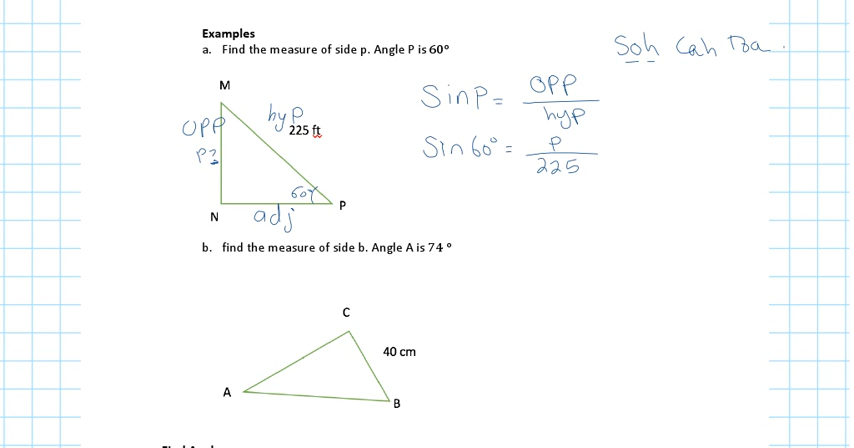 Examples
a. Find the measure of side p. Angle P is 60°
Soh Cah Toa.
M
Sin P = OPP / hyp
OPP
hyp
225 ft
P?
Sin 60° = P / 225
60°
N
adj
P
b. find the measure of side b. Angle A is 74 °
C
40 cm
A
B